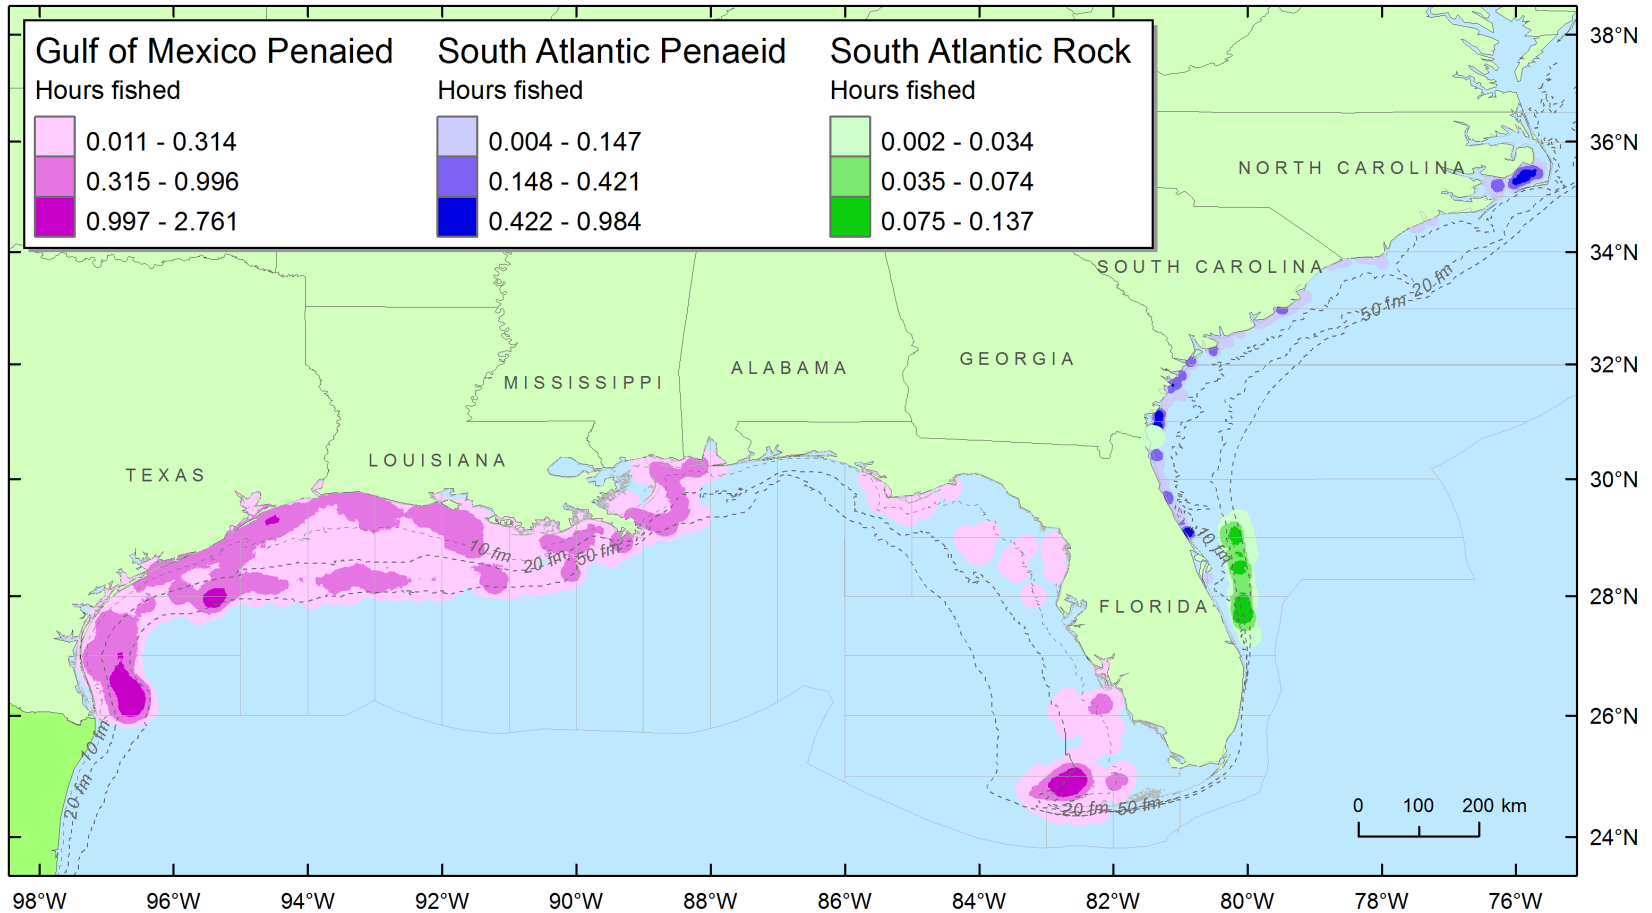 Gulf of Mexico Penaied
Hours fished
0.011 - 0.314
0.315 - 0.996
0.997 - 2.761
South Atlantic Penaeid
Hours fished
0.004 - 0.147
0.148 - 0.421
0.422 - 0.984
South Atlantic Rock
Hours fished
0.002 - 0.034
0.035 - 0.074
0.075 - 0.137
38°N
36°N
34°N
32°N
30°N
28°N
26°N
24°N
NORTH CAROLINA
SOUTH CAROLINA
20 fm
50 fm
GEORGIA
ALABAMA
MISSISSIPPI
LOUISIANA
TEXAS
10 fm
20 fm
50 fm
10 fm
FLORIDA
10 fm
20 fm
20 fm
50 fm
0 100 200 km
98°W 96°W 94°W 92°W 90°W 88°W 86°W 84°W 82°W 80°W 78°W 76°W